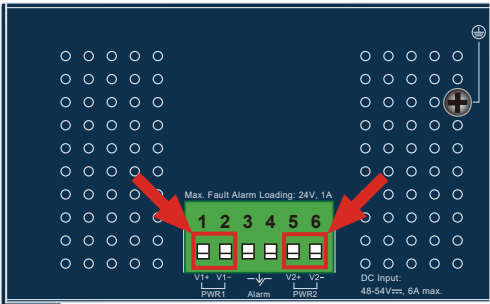 Max. Fault Alarm Loading: 24V, 1A
1 2 3 4 5 6
V1+ V1− V2+ V2−
PWR1 Alarm PWR2
DC Input:
48-54V⎓, 6A max.